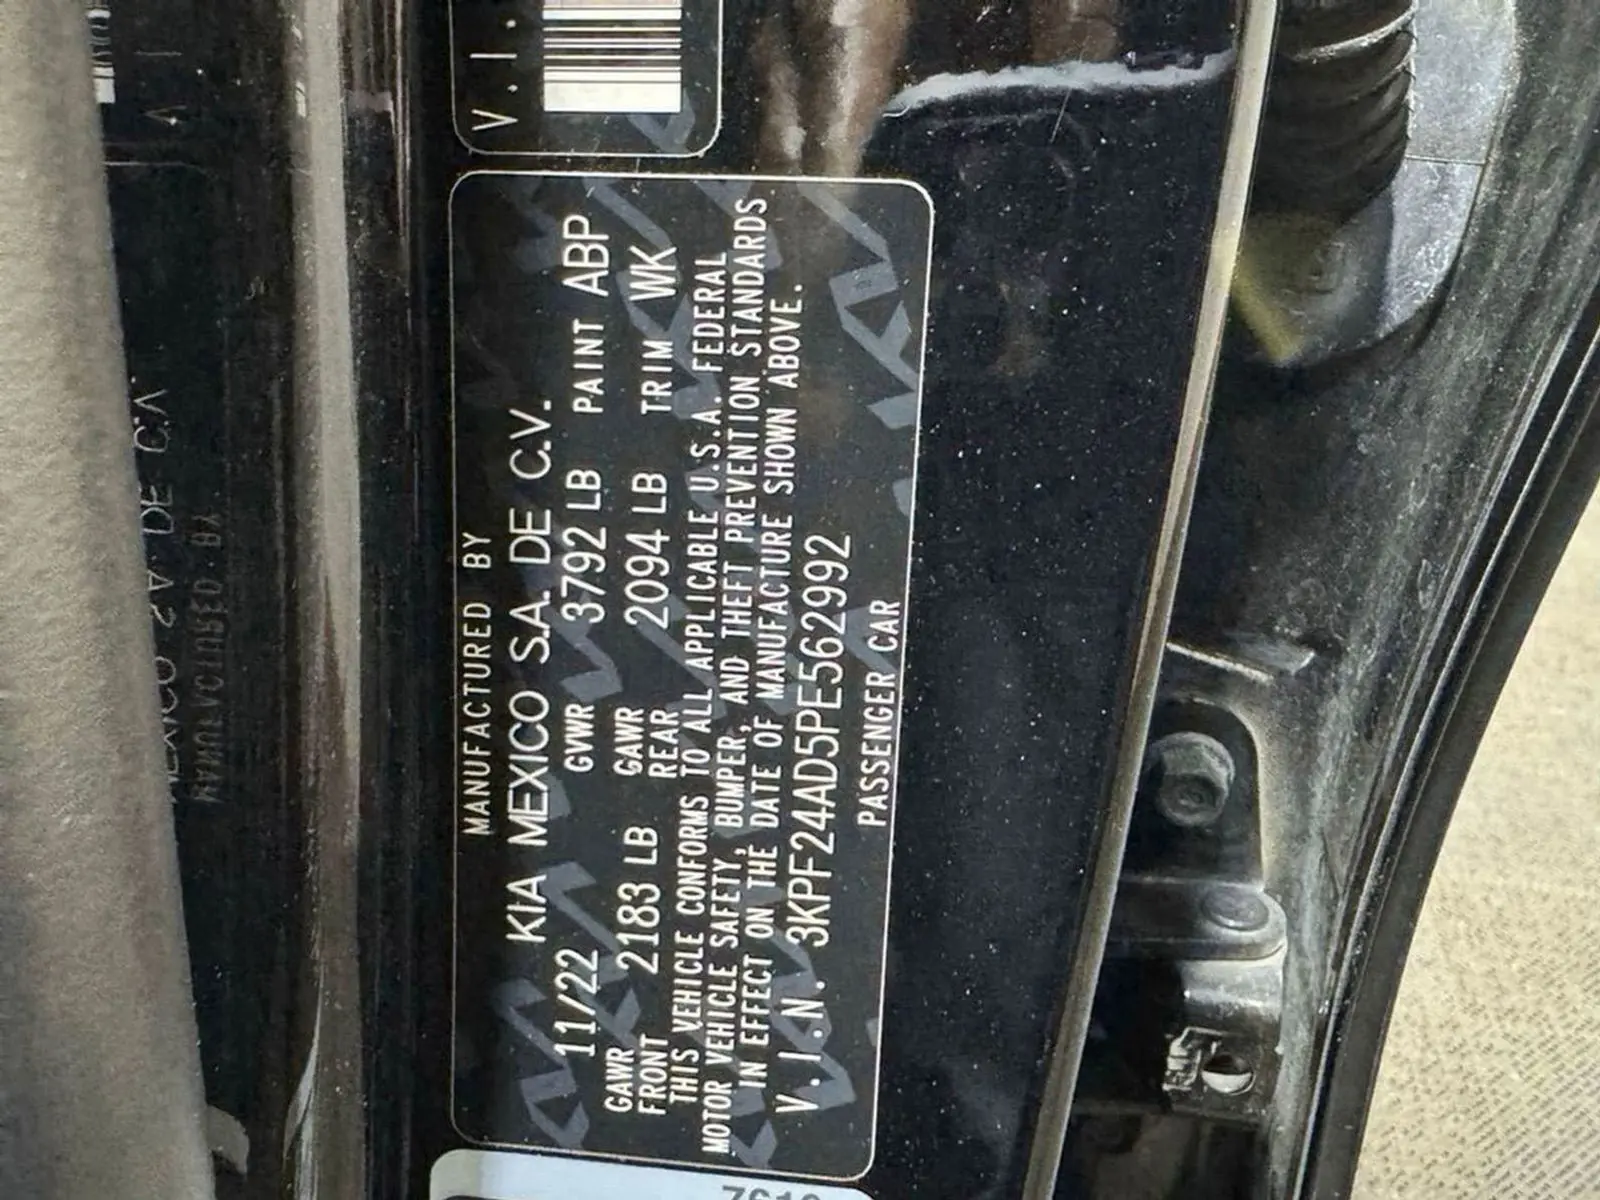 V.I.
MANUFACTURED BY
KIA MEXICO S.A. DE C.V.
11/22 GVWR 3792 LB PAINT ABP
GAWR FRONT 2183 LB GAWR REAR 2094 LB TRIM WK
THIS VEHICLE CONFORMS TO ALL APPLICABLE U.S.A. FEDERAL
MOTOR VEHICLE SAFETY, BUMPER, AND THEFT PREVENTION STANDARDS
IN EFFECT ON THE DATE OF MANUFACTURE SHOWN ABOVE.
V.I.N. 3KPF24AD5PE562992
PASSENGER CAR